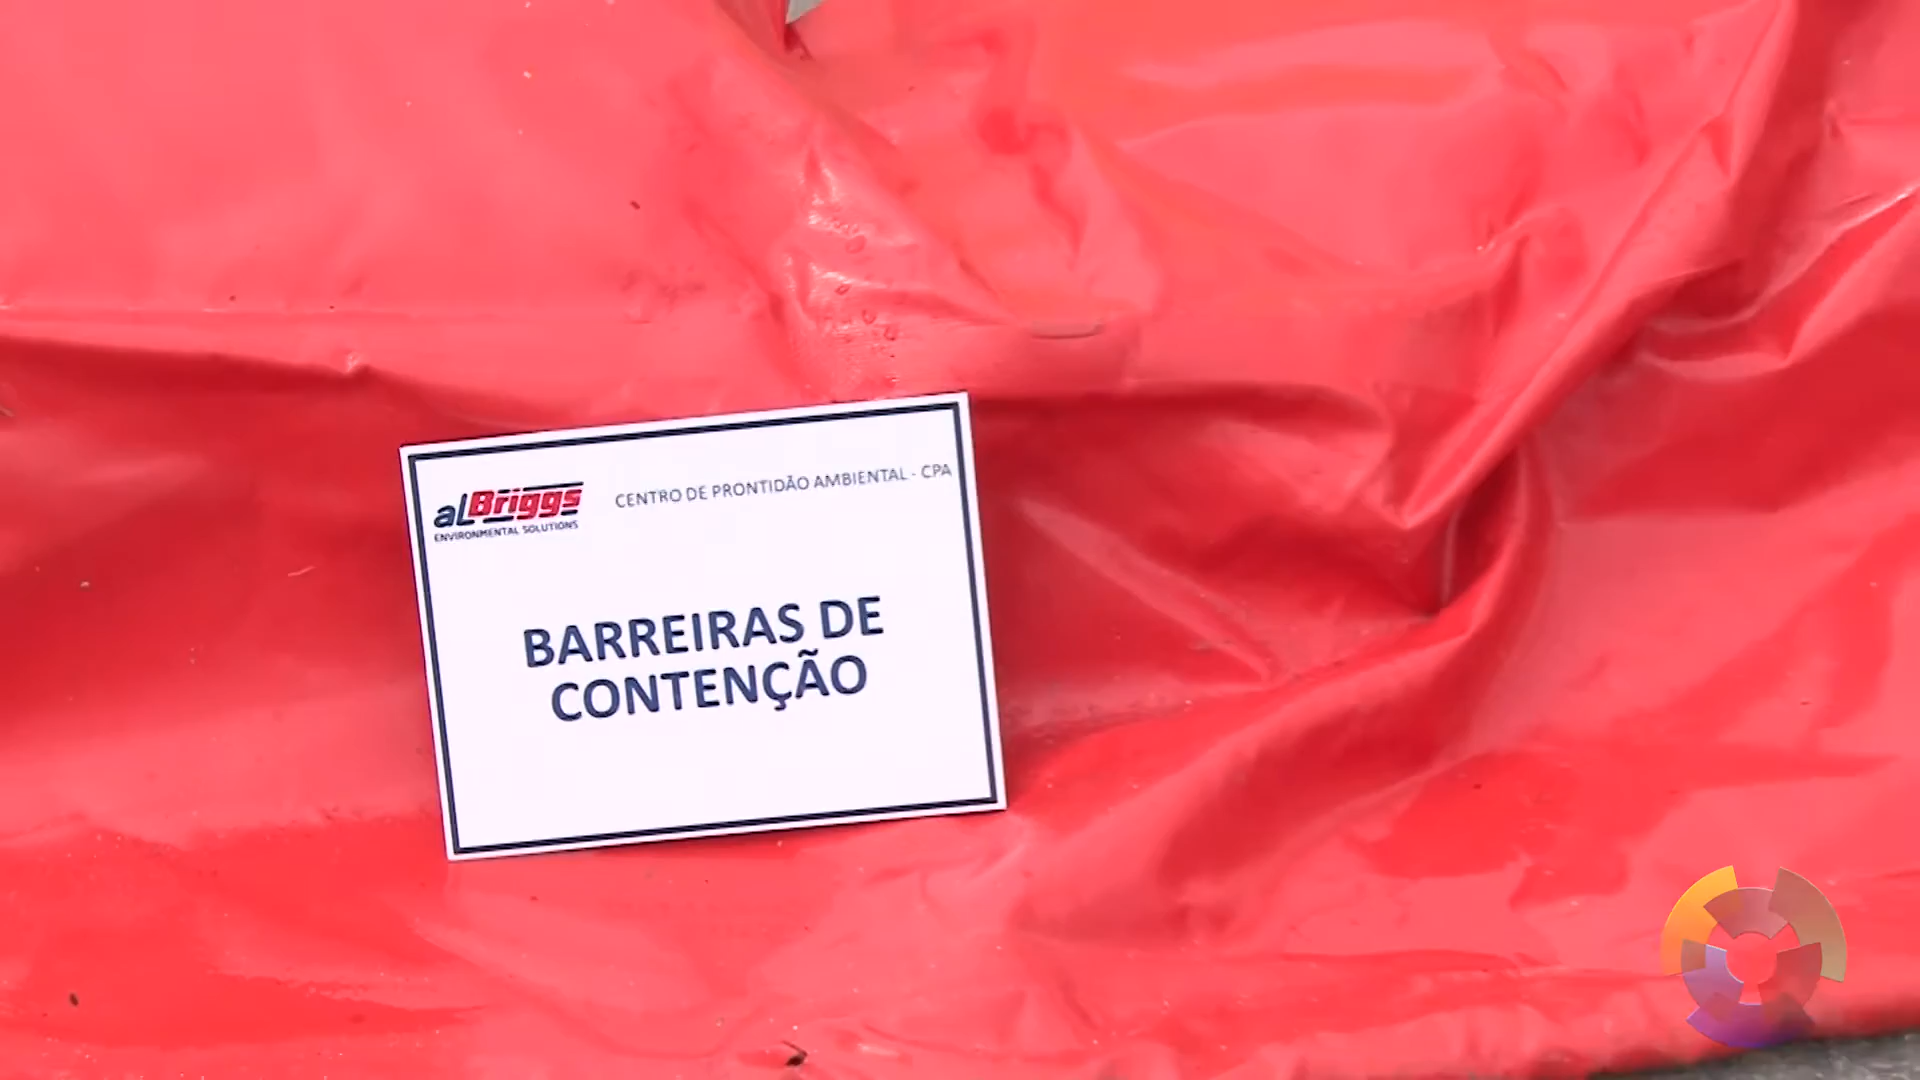 alBriggs
ENVIRONMENTAL SOLUTIONS
CENTRO DE PRONTIDÃO AMBIENTAL - CPA
BARREIRAS DE
CONTENÇÃO